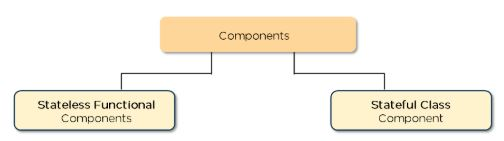 Components
Stateless Functional
Components
Stateful Class
Component